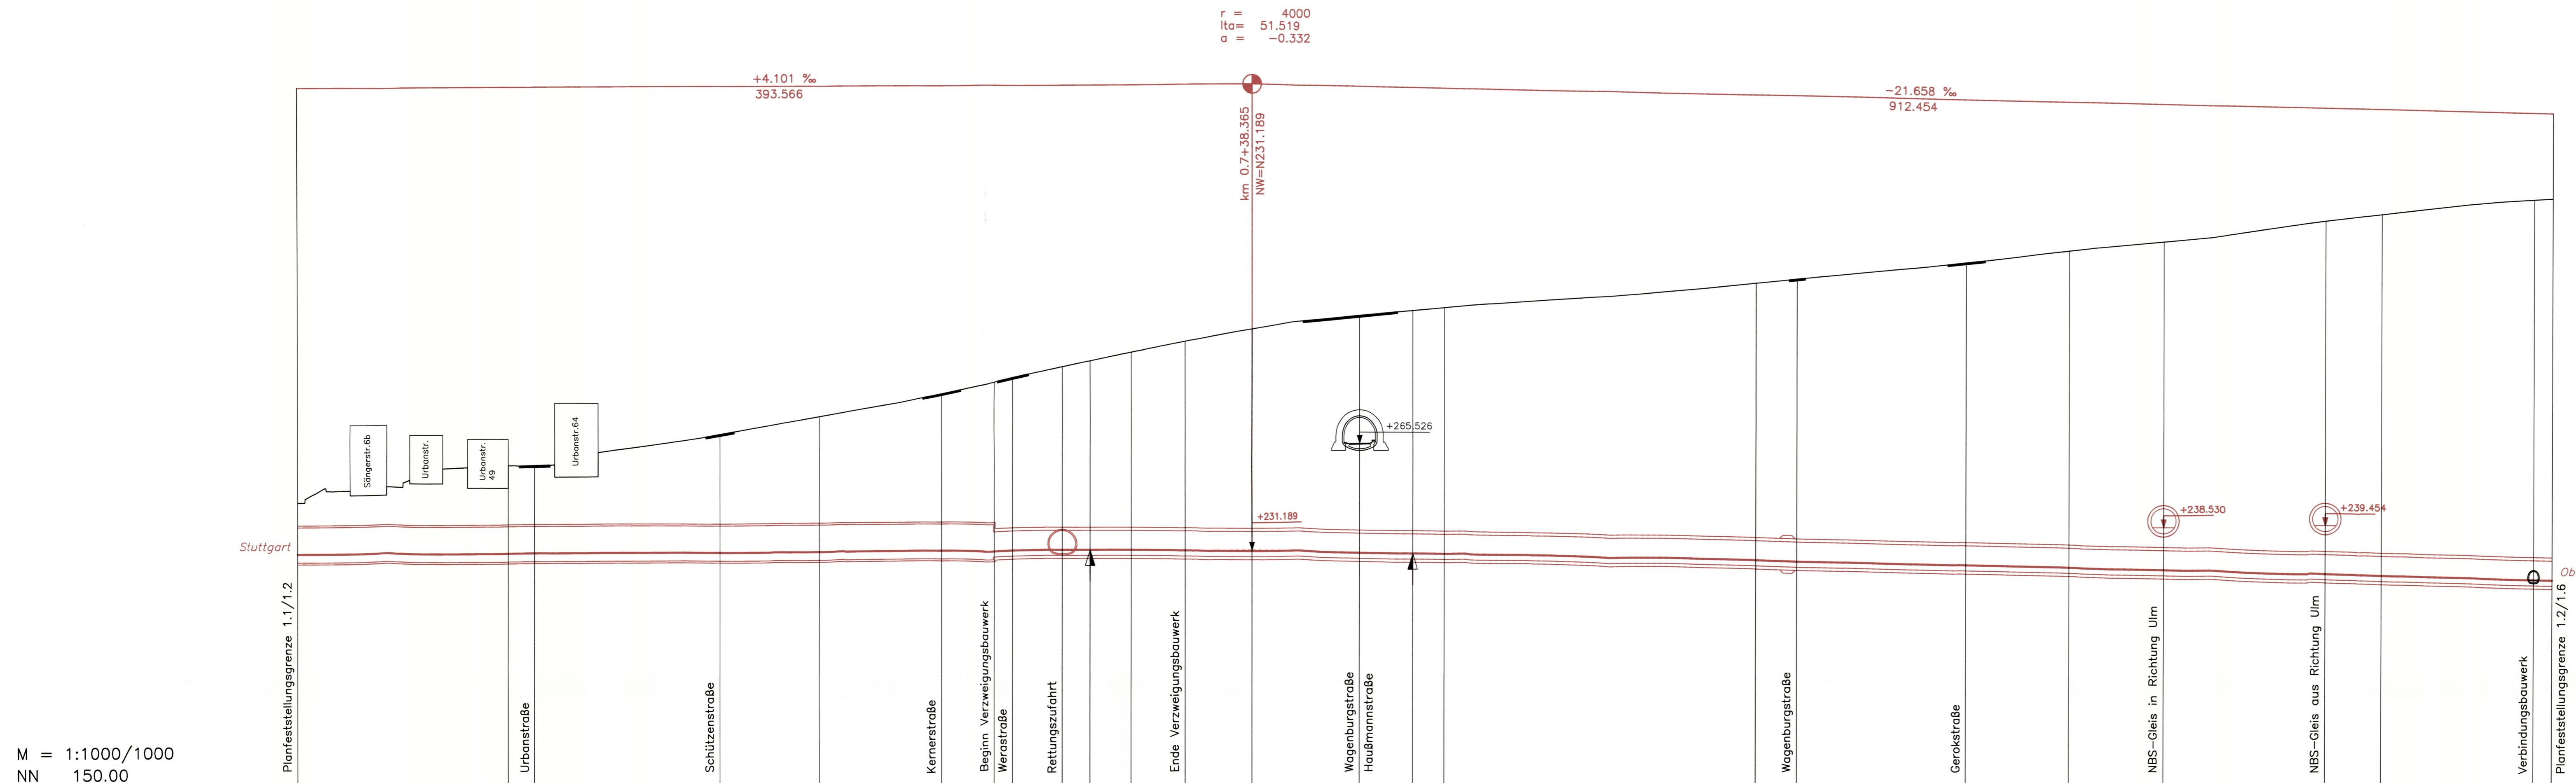 r = 4000
lta= 51.519
a = -0.332
+4.101 ‰
393.566
-21.658 ‰
912.454
km 0.7+38.365
NW=N231.189
Sängerstr.6b
Urbanstr.
Urbanstr.
49
Urbanstr.64
+265.526
+231.189
+238.530
+239.454
Stuttgart
Ob
Planfeststellungsgrenze 1.1/1.2
Urbanstraße
Schützenstraße
Kernerstraße
Beginn Verzweigungsbauwerk
Werastraße
Rettungszufahrt
Ende Verzweigungsbauwerk
Wagenburgstraße
Haußmannstraße
Wagenburgstraße
Gerokstraße
NBS-Gleis in Richtung Ulm
NBS-Gleis aus Richtung Ulm
Verbindungsbauwerk
Planfeststellungsgrenze 1.2/1.6
M = 1:1000/1000
NN 150.00